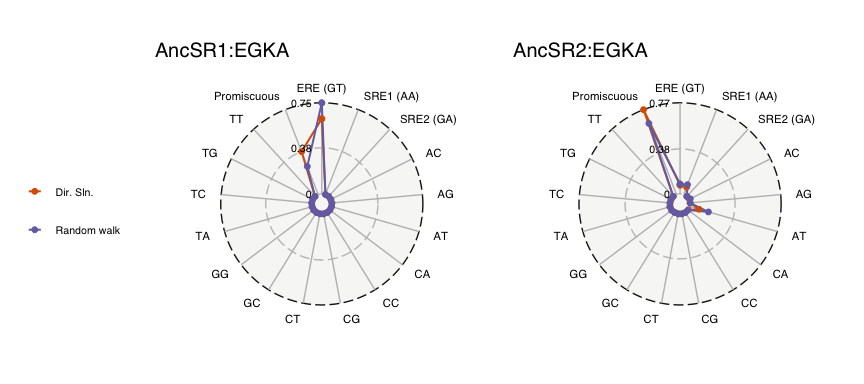 AncSR1:EGKA
AncSR2:EGKA
Dir. Sln.
Random walk
ERE (GT)
SRE1 (AA)
SRE2 (GA)
AC
AG
AT
CA
CC
CG
CT
GC
GG
TA
TC
TG
TT
Promiscuous
0.75
0.38
0
ERE (GT)
SRE1 (AA)
SRE2 (GA)
AC
AG
AT
CA
CC
CG
CT
GC
GG
TA
TC
TG
TT
Promiscuous
0.77
0.38
0